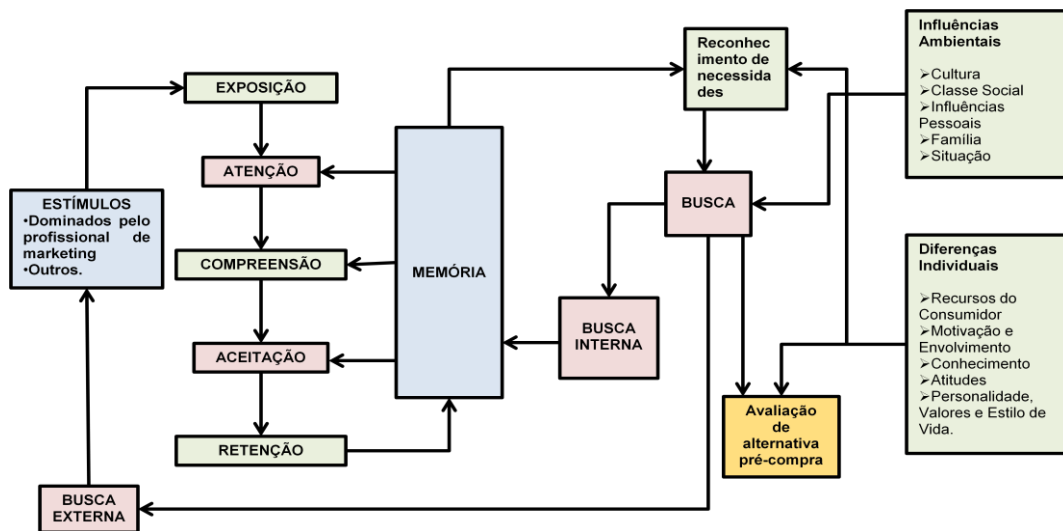 EXPOSIÇÃO
ATENÇÃO
ESTÍMULOS
•Dominados pelo
profissional de
marketing
•Outros.
COMPREENSÃO
ACEITAÇÃO
RETENÇÃO
BUSCA
EXTERNA
MEMÓRIA
Reconhec
imento de
necessida
des
BUSCA
BUSCA
INTERNA
Avaliação
de
alternativa
pré-compra
Influências
Ambientais
➢Cultura
➢Classe Social
➢Influências
Pessoais
➢Família
➢Situação
Diferenças
Individuais
➢Recursos do
Consumidor
➢Motivação e
Envolvimento
➢Conhecimento
➢Atitudes
➢Personalidade,
Valores e Estilo de
Vida.